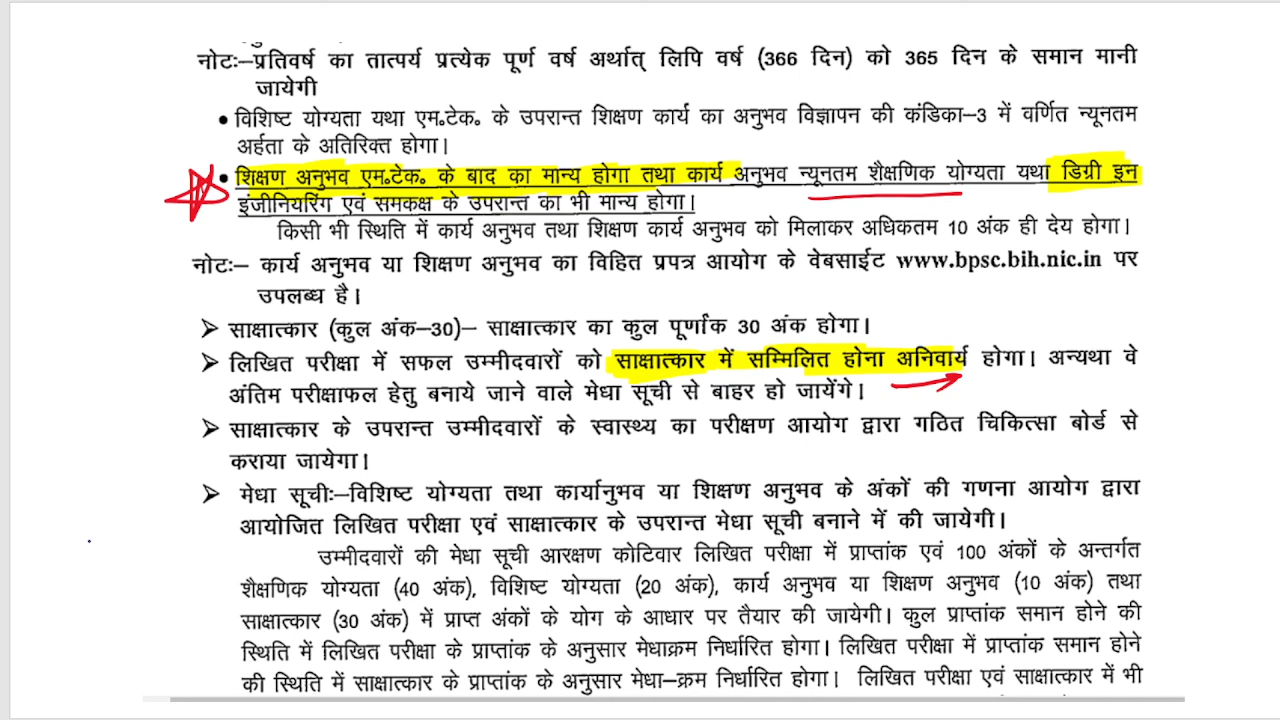 नोटः–प्रतिवर्ष का तात्पर्य प्रत्येक पूर्ण वर्ष अर्थात् लिपि वर्ष (366 दिन) को 365 दिन के समान मानी
जायेगी
• विशिष्ट योग्यता यथा एम॰टेक॰ के उपरान्त शिक्षण कार्य का अनुभव विज्ञापन की कंडिका–3 में वर्णित न्यूनतम
अर्हता के अतिरिक्त होगा।
• शिक्षण अनुभव एम॰टेक॰ के बाद का मान्य होगा तथा कार्य अनुभव न्यूनतम शैक्षणिक योग्यता यथा डिग्री इन
इंजीनियरिंग एवं समकक्ष के उपरान्त का भी मान्य होगा।
किसी भी स्थिति में कार्य अनुभव तथा शिक्षण कार्य अनुभव को मिलाकर अधिकतम 10 अंक ही देय होगा।
नोटः– कार्य अनुभव या शिक्षण अनुभव का विहित प्रपत्र आयोग के वेबसाईट www.bpsc.bih.nic.in पर
उपलब्ध है।
➢ साक्षात्कार (कुल अंक–30)– साक्षात्कार का कुल पूर्णांक 30 अंक होगा।
➢ लिखित परीक्षा में सफल उम्मीदवारों को साक्षात्कार में सम्मिलित होना अनिवार्य होगा। अन्यथा वे
अंतिम परीक्षाफल हेतु बनाये जाने वाले मेधा सूची से बाहर हो जायेंगे।
➢ साक्षात्कार के उपरान्त उम्मीदवारों के स्वास्थ्य का परीक्षण आयोग द्वारा गठित चिकित्सा बोर्ड से
कराया जायेगा।
➢ मेधा सूचीः–विशिष्ट योग्यता तथा कार्यानुभव या शिक्षण अनुभव के अंकों की गणना आयोग द्वारा
आयोजित लिखित परीक्षा एवं साक्षात्कार के उपरान्त मेधा सूची बनाने में की जायेगी।
उम्मीदवारों की मेधा सूची आरक्षण कोटिवार लिखित परीक्षा में प्राप्तांक एवं 100 अंकों के अन्तर्गत
शैक्षणिक योग्यता (40 अंक), विशिष्ट योग्यता (20 अंक), कार्य अनुभव या शिक्षण अनुभव (10 अंक) तथा
साक्षात्कार (30 अंक) में प्राप्त अंकों के योग के आधार पर तैयार की जायेगी। कुल प्राप्तांक समान होने की
स्थिति में लिखित परीक्षा के प्राप्तांक के अनुसार मेधाक्रम निर्धारित होगा। लिखित परीक्षा में प्राप्तांक समान होने
की स्थिति में साक्षात्कार के प्राप्तांक के अनुसार मेधा–क्रम निर्धारित होगा। लिखित परीक्षा एवं साक्षात्कार में भी